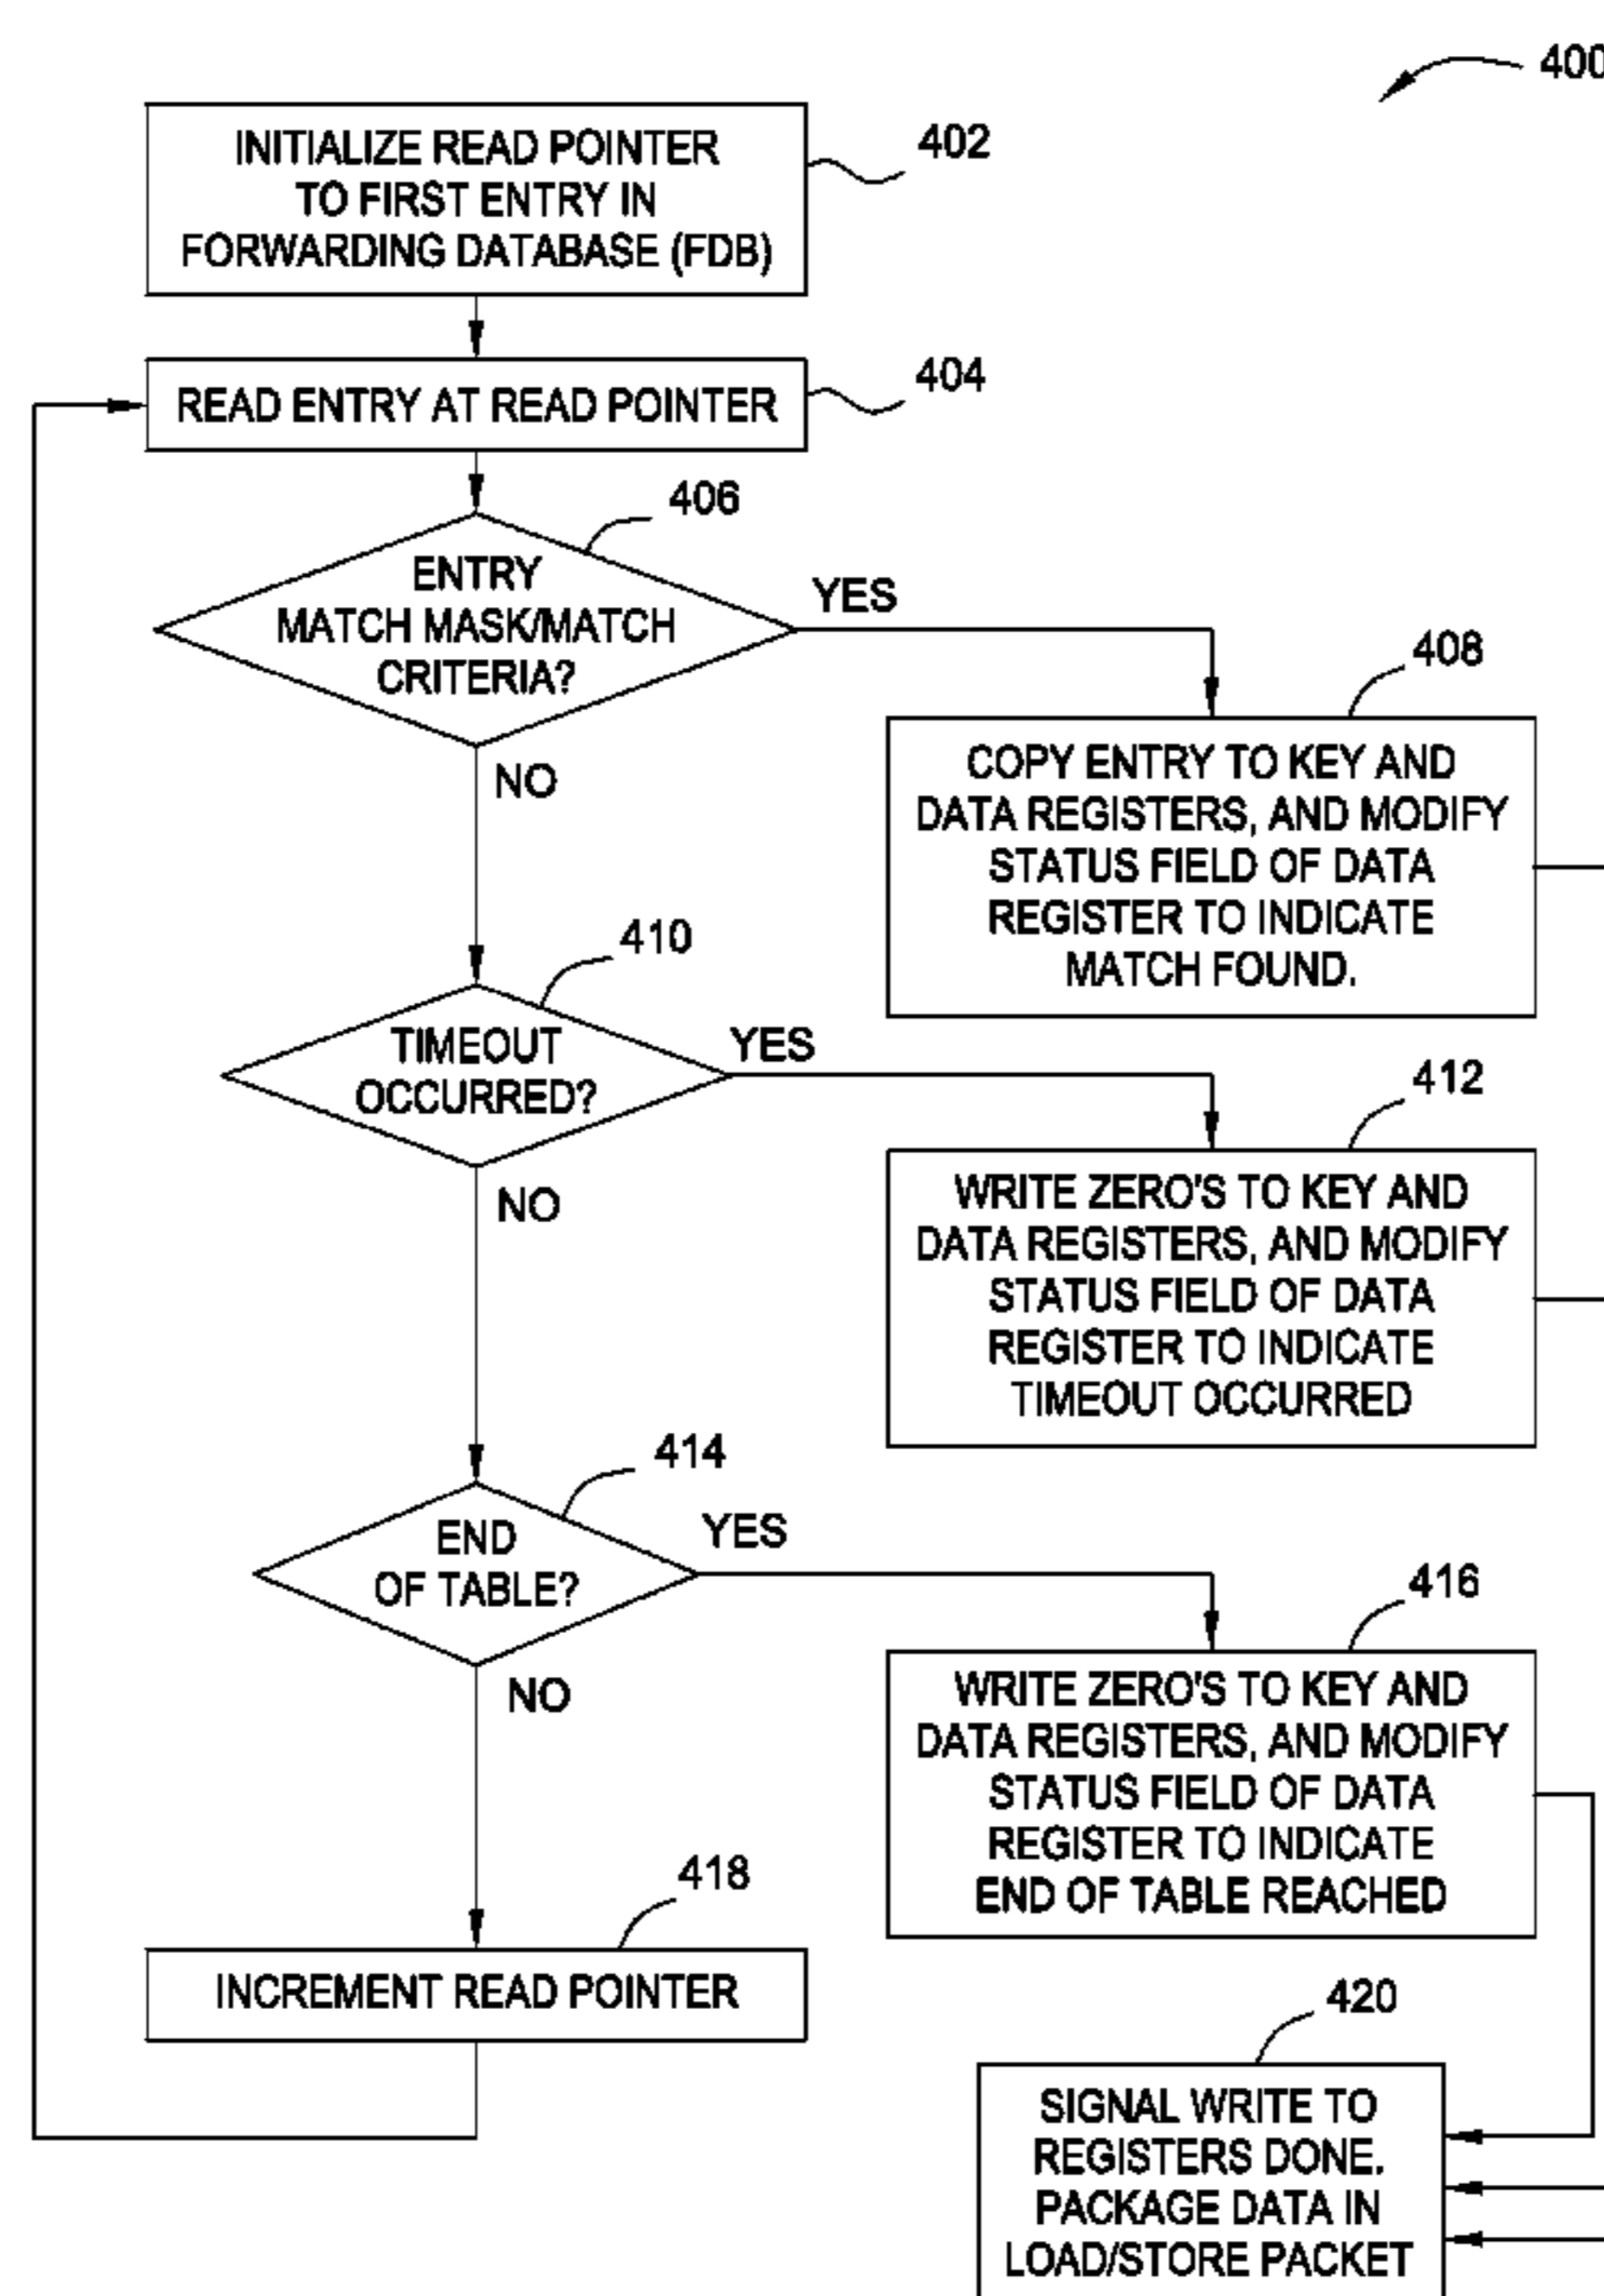 400
INITIALIZE READ POINTER
TO FIRST ENTRY IN
FORWARDING DATABASE (FDB)
402
READ ENTRY AT READ POINTER
404
406
ENTRY
MATCH MASK/MATCH
CRITERIA?
YES
NO
408
COPY ENTRY TO KEY AND
DATA REGISTERS, AND MODIFY
STATUS FIELD OF DATA
REGISTER TO INDICATE
MATCH FOUND.
410
TIMEOUT
OCCURRED?
YES
NO
412
WRITE ZERO'S TO KEY AND
DATA REGISTERS, AND MODIFY
STATUS FIELD OF DATA
REGISTER TO INDICATE
TIMEOUT OCCURRED
414
END
OF TABLE?
YES
NO
416
WRITE ZERO'S TO KEY AND
DATA REGISTERS, AND MODIFY
STATUS FIELD OF DATA
REGISTER TO INDICATE
END OF TABLE REACHED
418
INCREMENT READ POINTER
420
SIGNAL WRITE TO
REGISTERS DONE.
PACKAGE DATA IN
LOAD/STORE PACKET